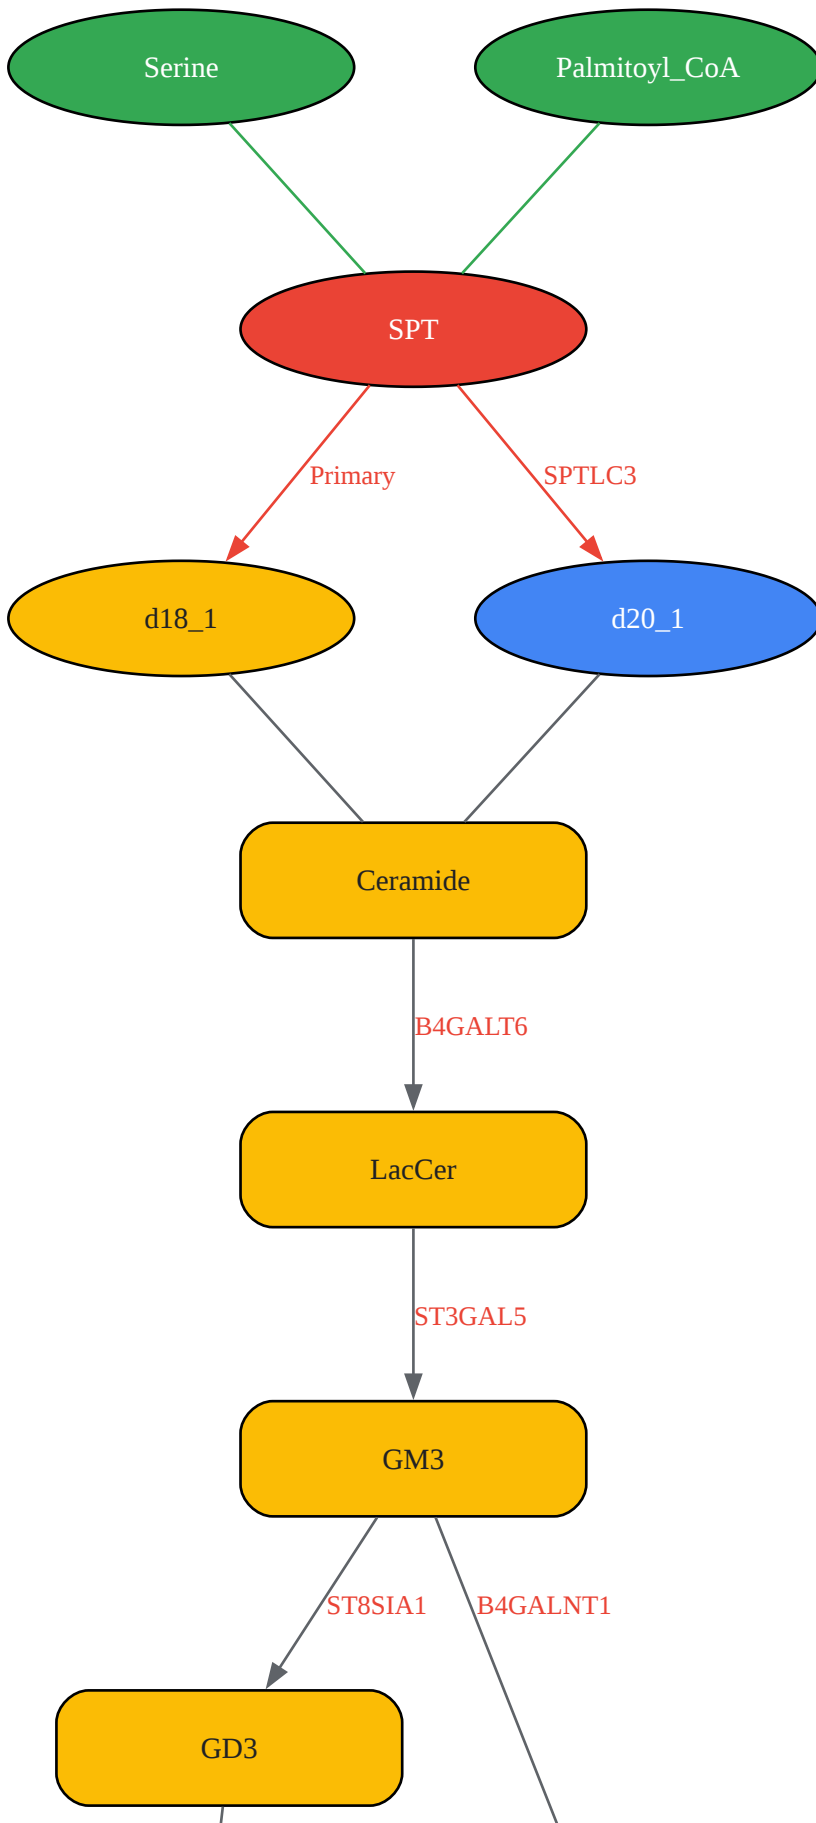 Serine
Palmitoyl_CoA
SPT
Primary
SPTLC3
d18_1
d20_1
Ceramide
B4GALT6
LacCer
ST3GAL5
GM3
ST8SIA1
B4GALNT1
GD3